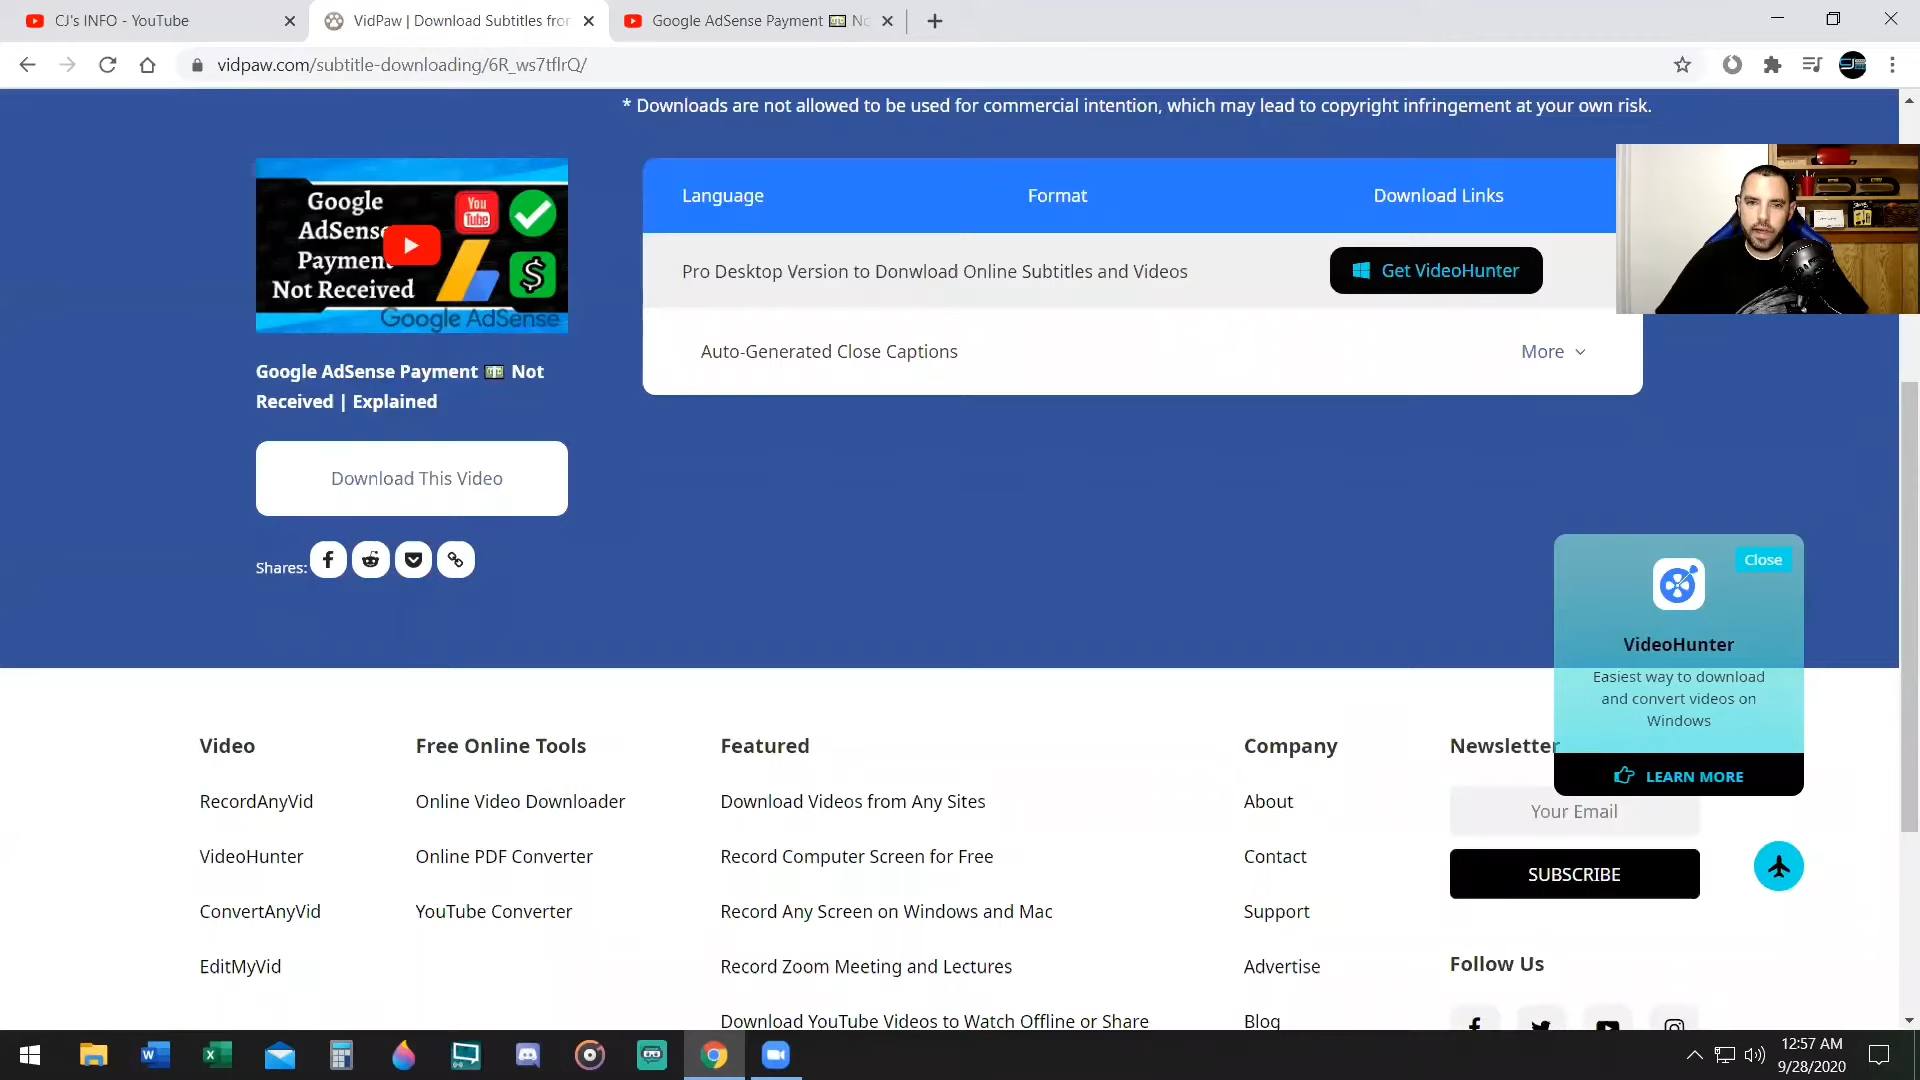 CJ's INFO - YouTube
VidPaw | Download Subtitles fror
Google AdSense Payment 💵 No
vidpaw.com/subtitle-downloading/6R_ws7tflrQ/
* Downloads are not allowed to be used for commercial intention, which may lead to copyright infringement at your own risk.
Google
AdSense
Payment
Not Received
You
Tube
$
Google AdSense
Google AdSense Payment 💵 Not
Received | Explained
Download This Video
Shares:
Language Format Download Links
Pro Desktop Version to Donwload Online Subtitles and Videos
Get VideoHunter
Auto-Generated Close Captions
More
Close
VideoHunter
Easiest way to download
and convert videos on
Windows
LEARN MORE
Video
RecordAnyVid
VideoHunter
ConvertAnyVid
EditMyVid
Free Online Tools
Online Video Downloader
Online PDF Converter
YouTube Converter
Featured
Download Videos from Any Sites
Record Computer Screen for Free
Record Any Screen on Windows and Mac
Record Zoom Meeting and Lectures
Download YouTube Videos to Watch Offline or Share
Company
About
Contact
Support
Advertise
Blog
Newsletter
Your Email
SUBSCRIBE
Follow Us
12:57 AM
9/28/2020